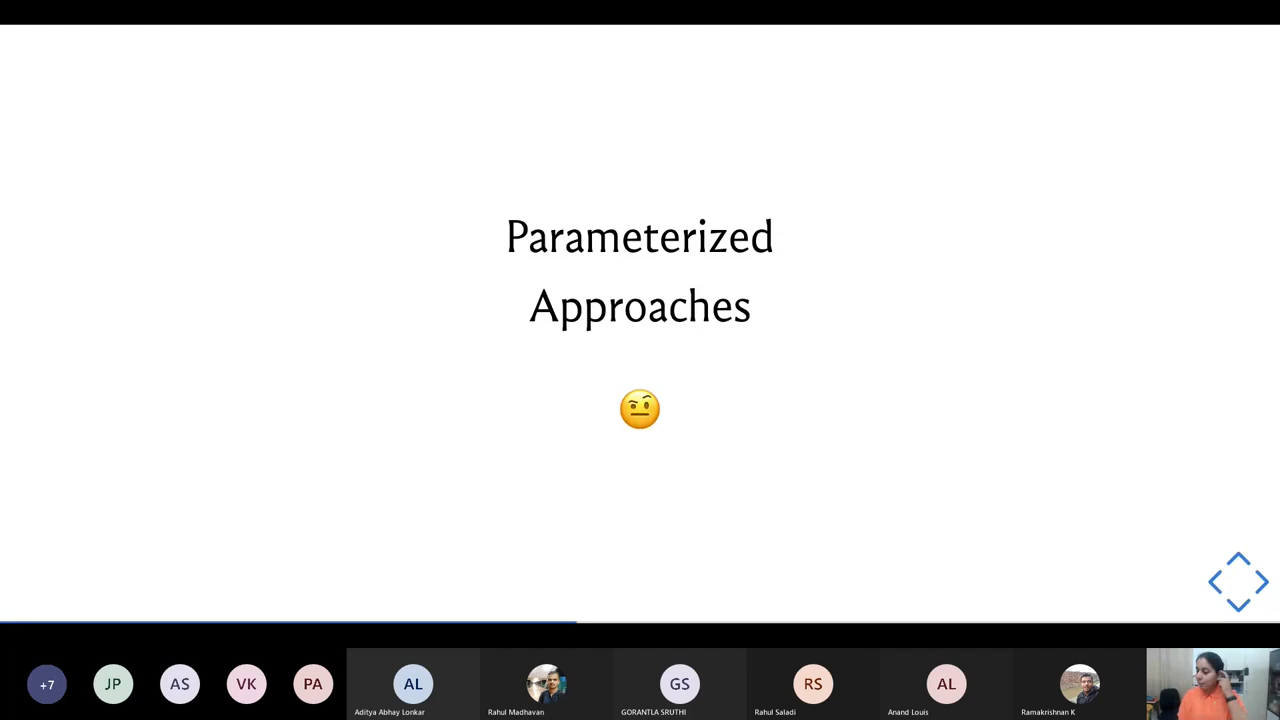 Parameterized
Approaches
+7
JP
AS
VK
PA
AL
GS
RS
AL
Aditya Abhay Lonkar
Rahul Madhavan
GORANTLA SRUTHI
Rahul Saladi
Anand Louis
Ramakrishnan K